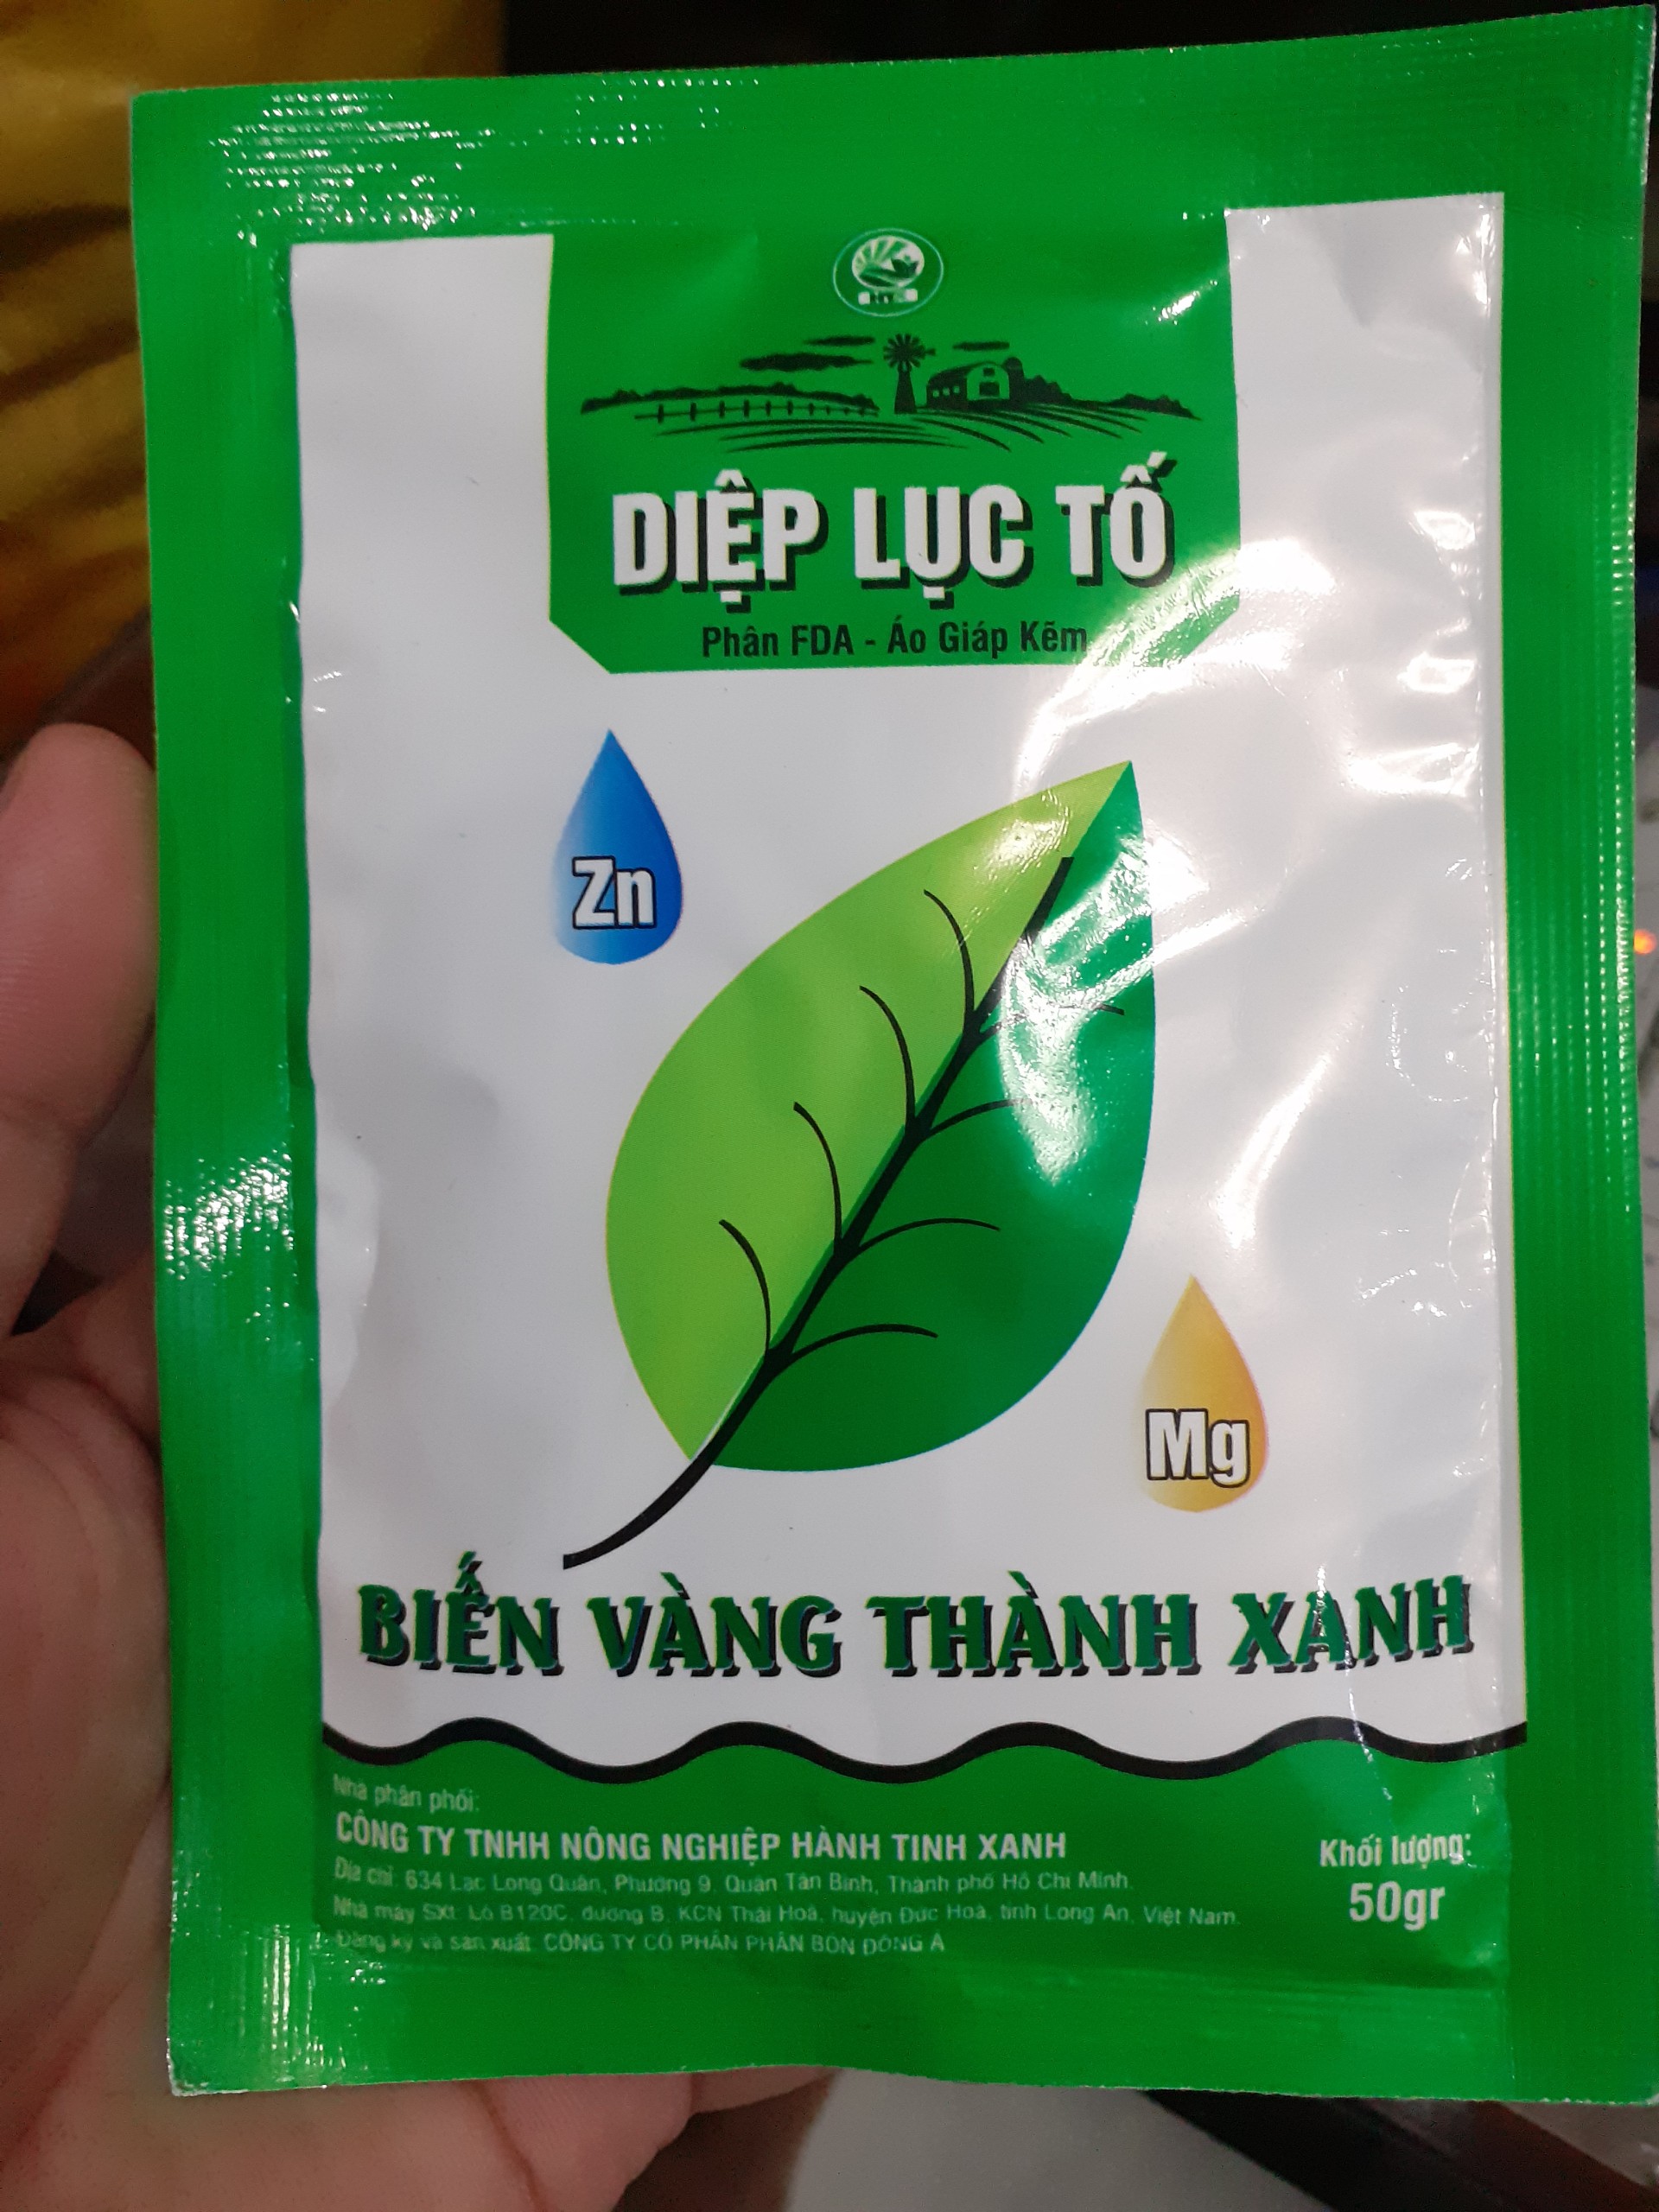 DIỆP LỤC TỐ
Phân FDA - Áo Giáp Kẽm
Zn
Mg
BIẾN VÀNG THÀNH XANH
Nhà phân phối:
CÔNG TY TNHH NÔNG NGHIỆP HÀNH TINH XANH
Địa chỉ: 634 Lạc Long Quân, Phường 9, Quận Tân Bình, Thành phố Hồ Chí Minh.
Nhà máy SXt: Lô B120C, đường B, KCN Thái Hoà, huyện Đức Hoà, tỉnh Long An, Việt Nam.
Đăng ký và sản xuất: CÔNG TY CỔ PHẦN PHÂN BÓN ĐÔNG Á
Khối lượng:
50gr